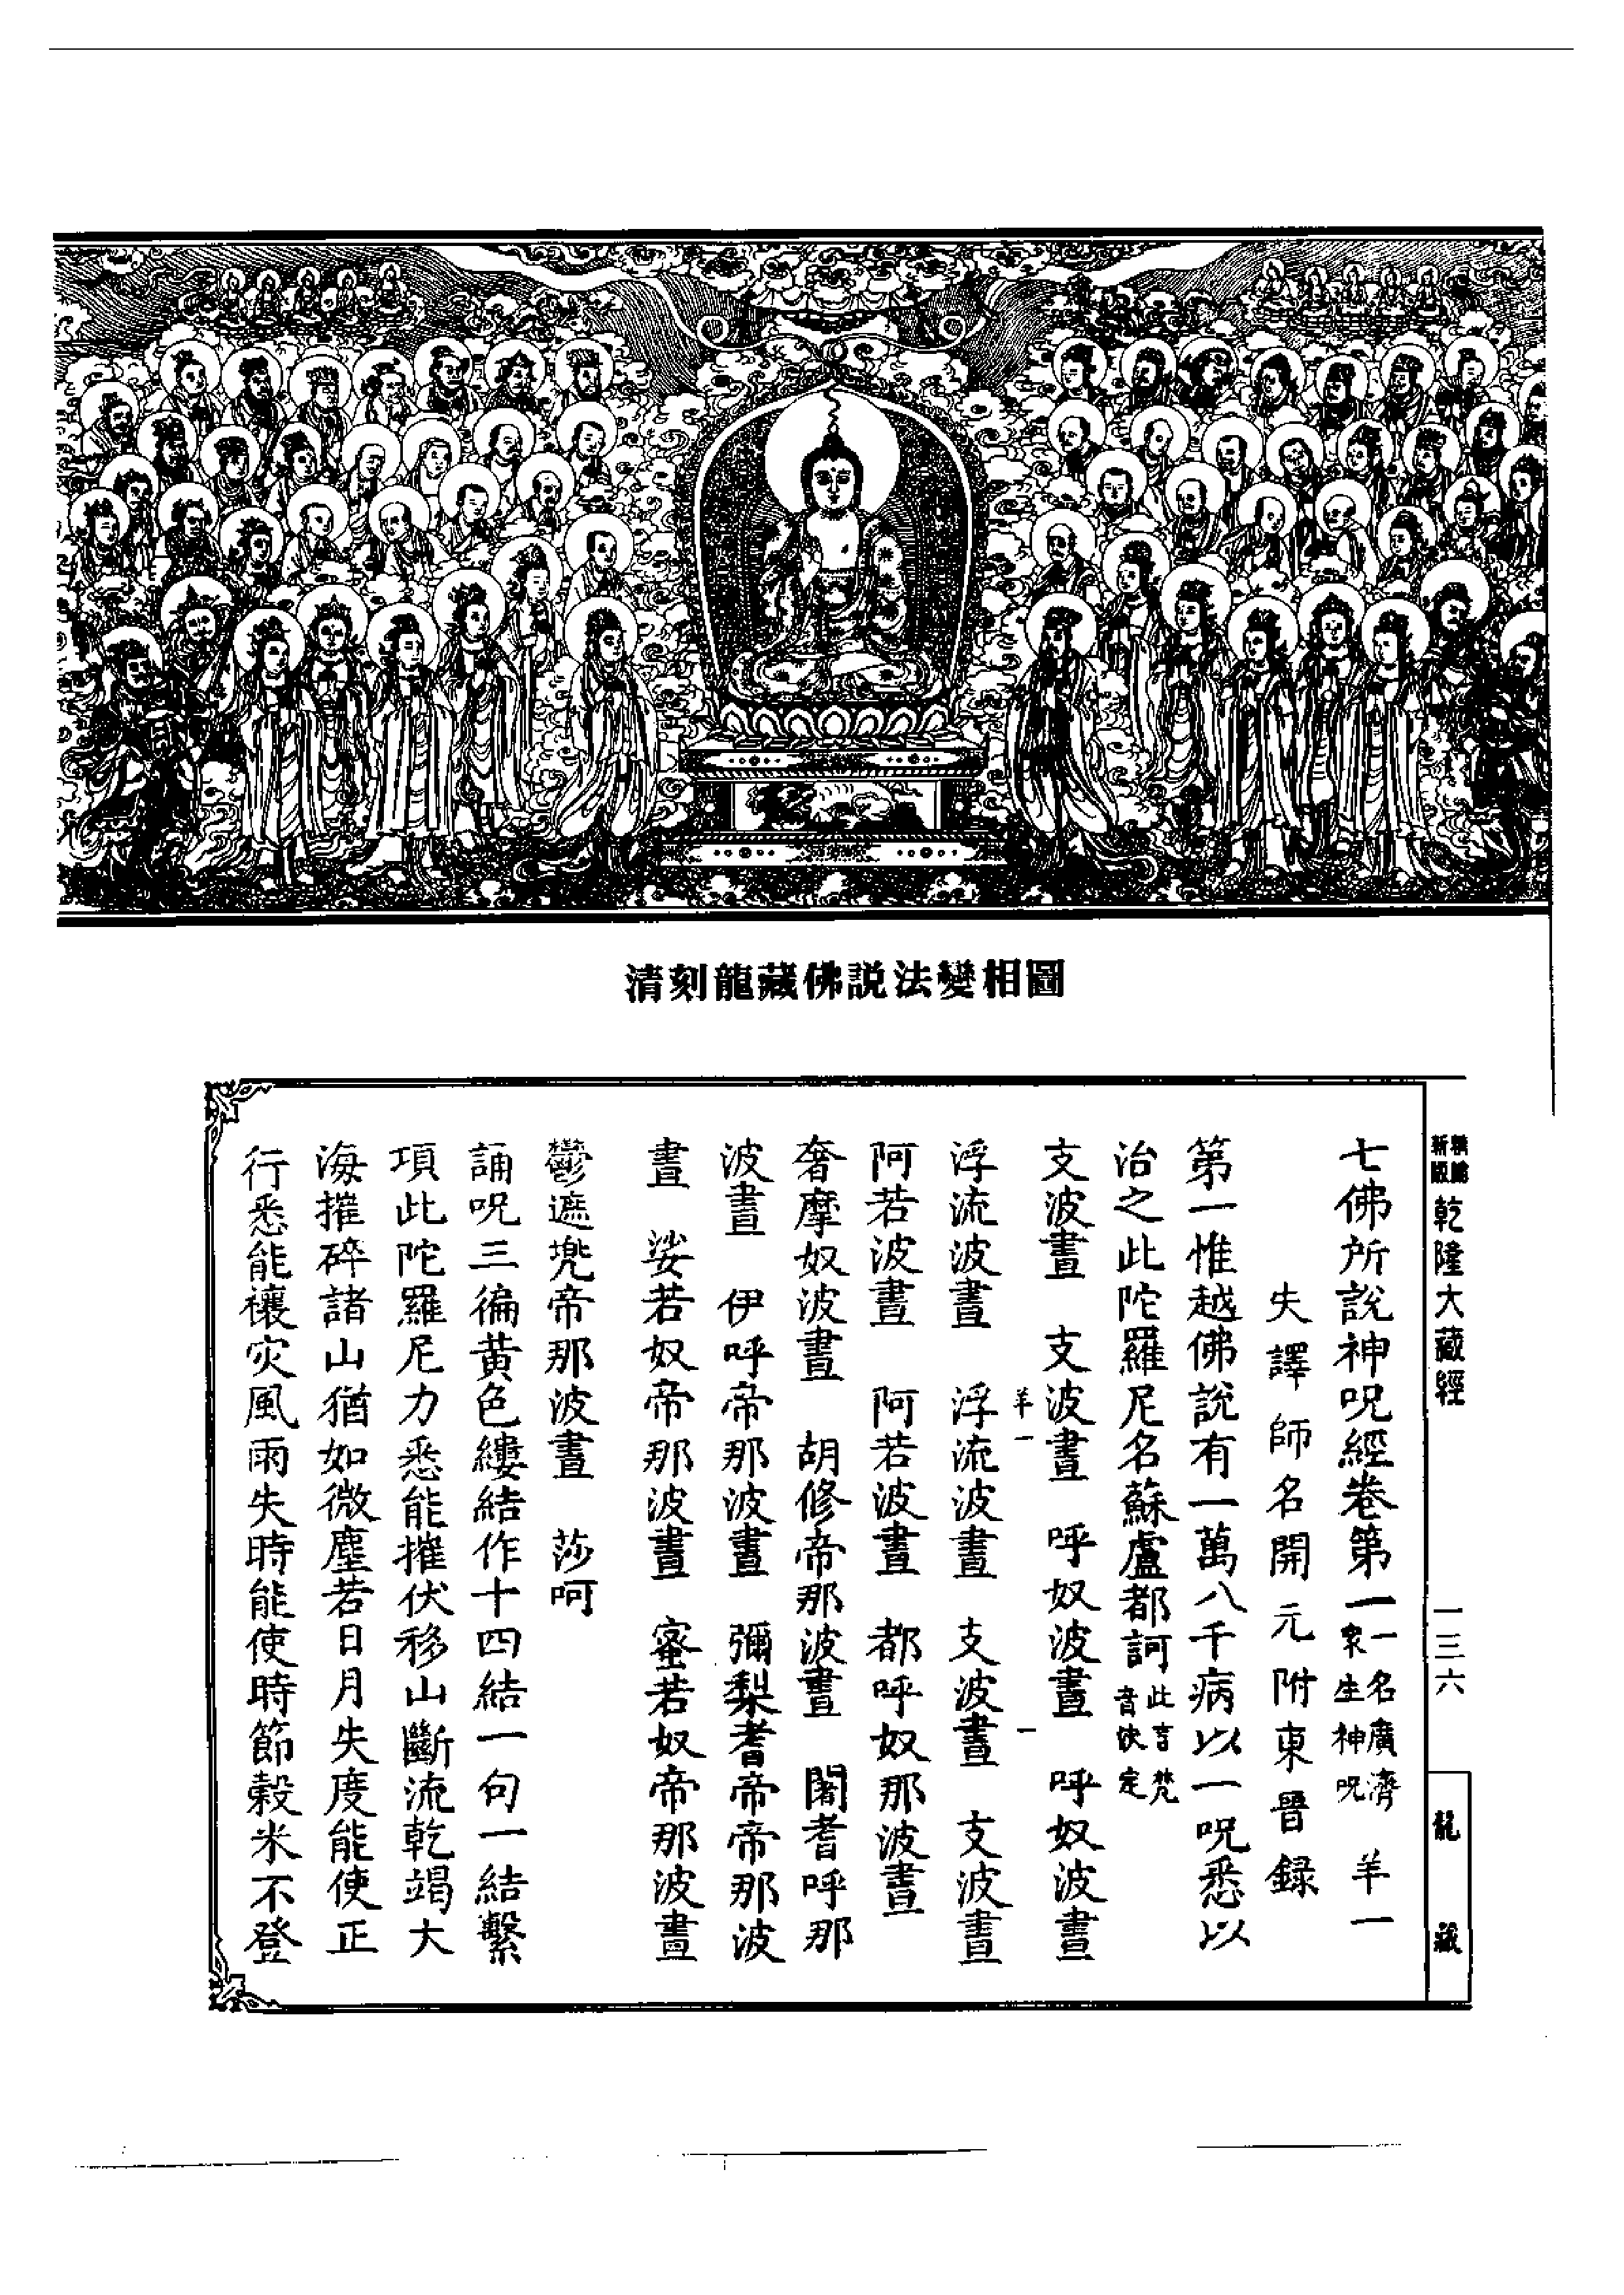 清刻龍藏佛説法變相圖
新版
精縮
乾隆大藏經
一三六
龍藏
七佛所說神呪經卷第一一名廣濟衆生神呪 羊一
失譯師名開元附東晉録
第一惟越佛說有一萬八千病以一呪悉以
治之此陀羅尼名蘇盧都訶此言梵音決定
支波晝 支波晝 呼奴波晝 呼奴波晝
羊一 一
浮流波晝 浮流波晝 支波晝 支波晝
阿若波晝 阿若波晝 都呼奴那波晝
奢摩奴波晝 胡修帝那波晝 闍耆呼那
波晝 伊呼帝那波晝 彌梨耆帝帝那波
晝 娑若奴帝那波晝 蜜若奴帝那波晝
鬱遮兠帝那波晝 莎呵
誦呪三徧黄色縷結作十四結一句一結繫
項此陀羅尼力悉能摧伏移山斷流乾竭大
海摧碎諸山猶如微塵若日月失度能使正
行悉能禳灾風雨失時能使時節穀米不登